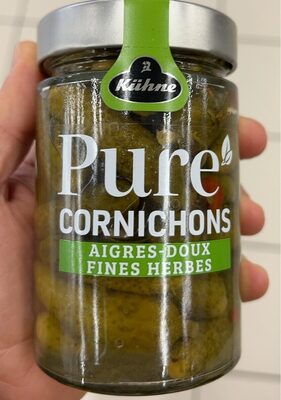 Kühne
Pure
CORNICHONS
AIGRES-DOUX
FINES HERBES